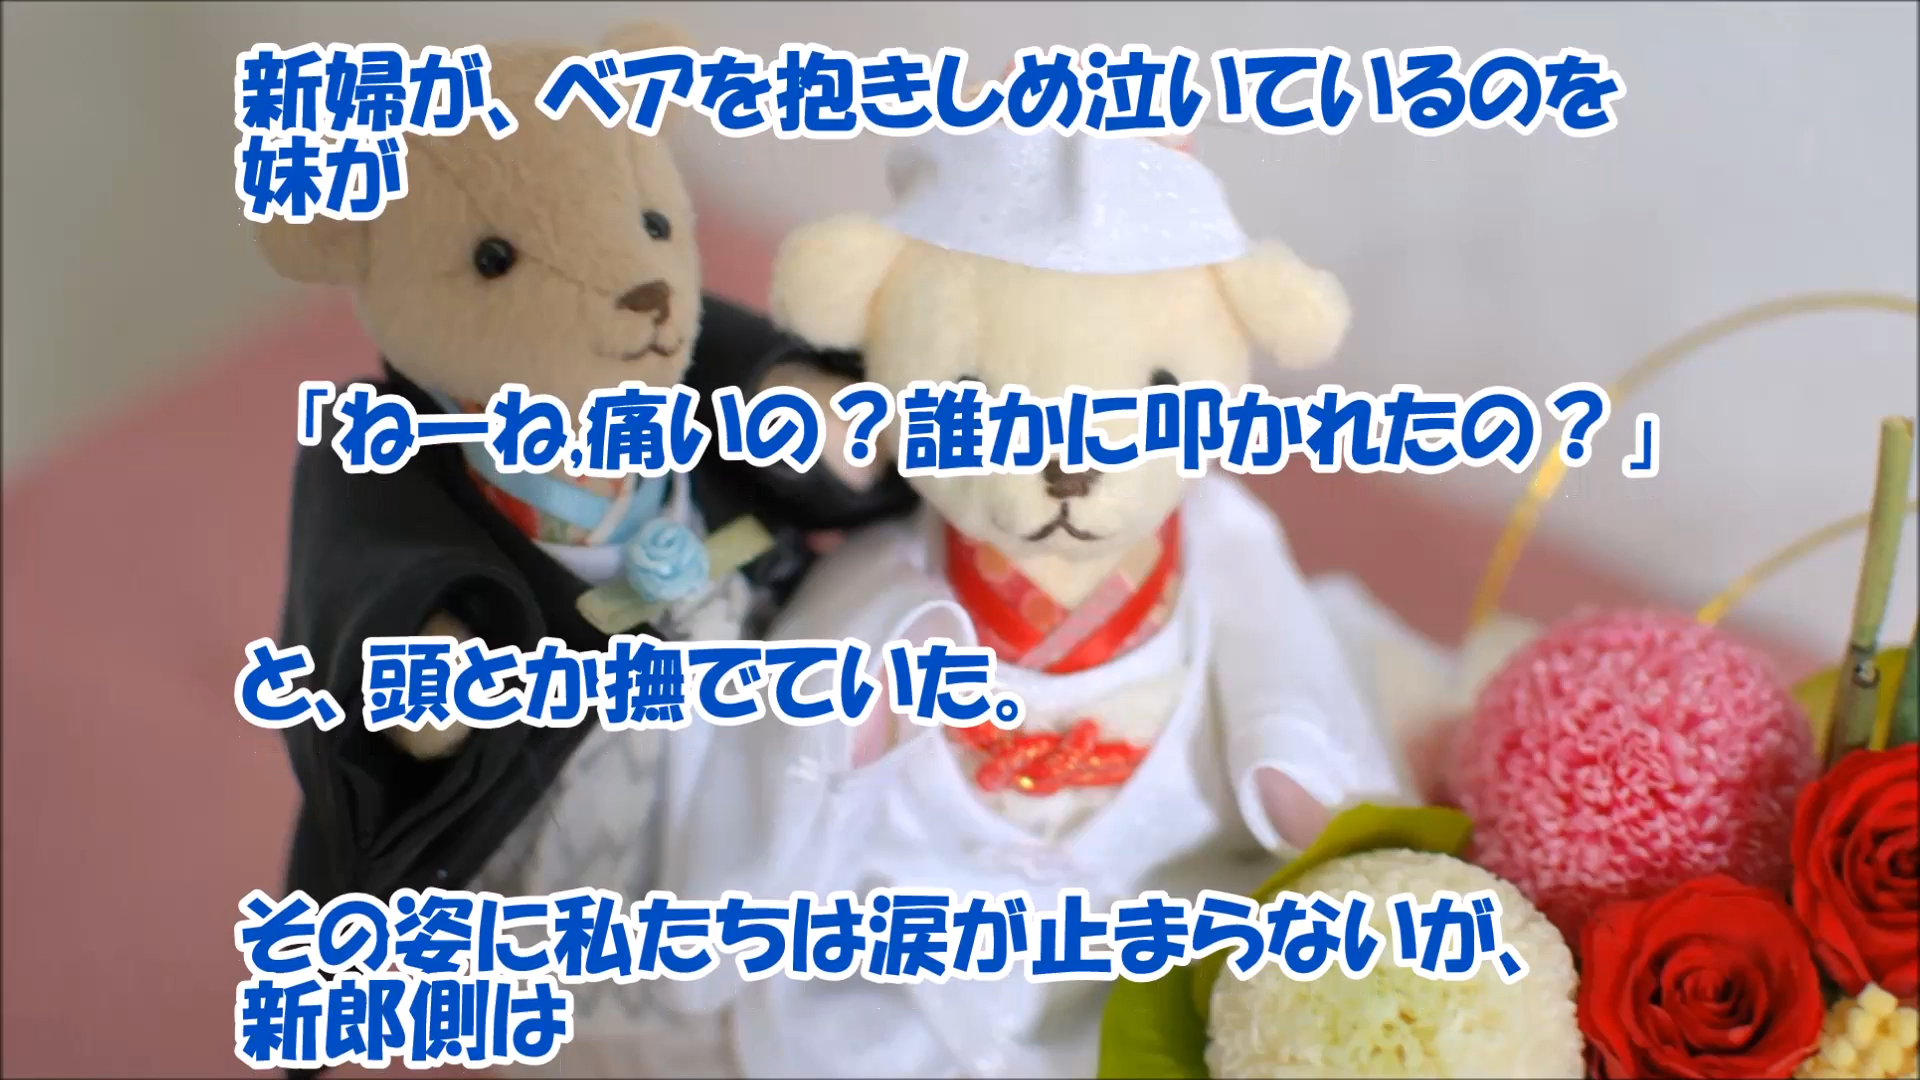 新婦が、ベアを抱きしめ泣いているのを
妹が
「ねーね,痛いの？誰かに叩かれたの？」
と、頭とか撫でていた。
その姿に私たちは涙が止まらないが、
新郎側は